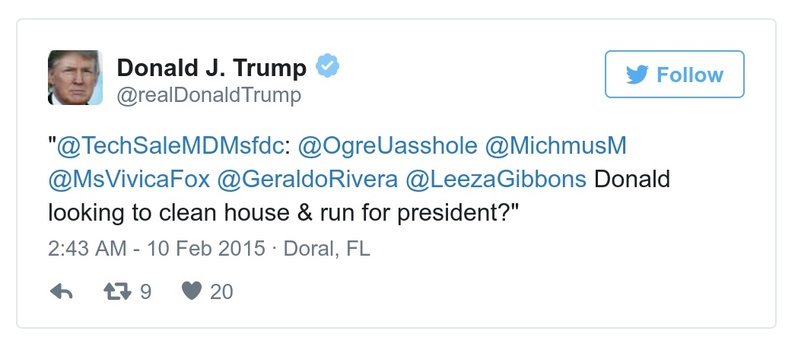 Donald J. Trump
@realDonaldTrump
Follow
"@TechSaleMDMsfdc: @OgreUasshole @MichmusM
@MsVivicaFox @GeraldoRivera @LeezaGibbons Donald
looking to clean house & run for president?"
2:43 AM - 10 Feb 2015 · Doral, FL
9 20